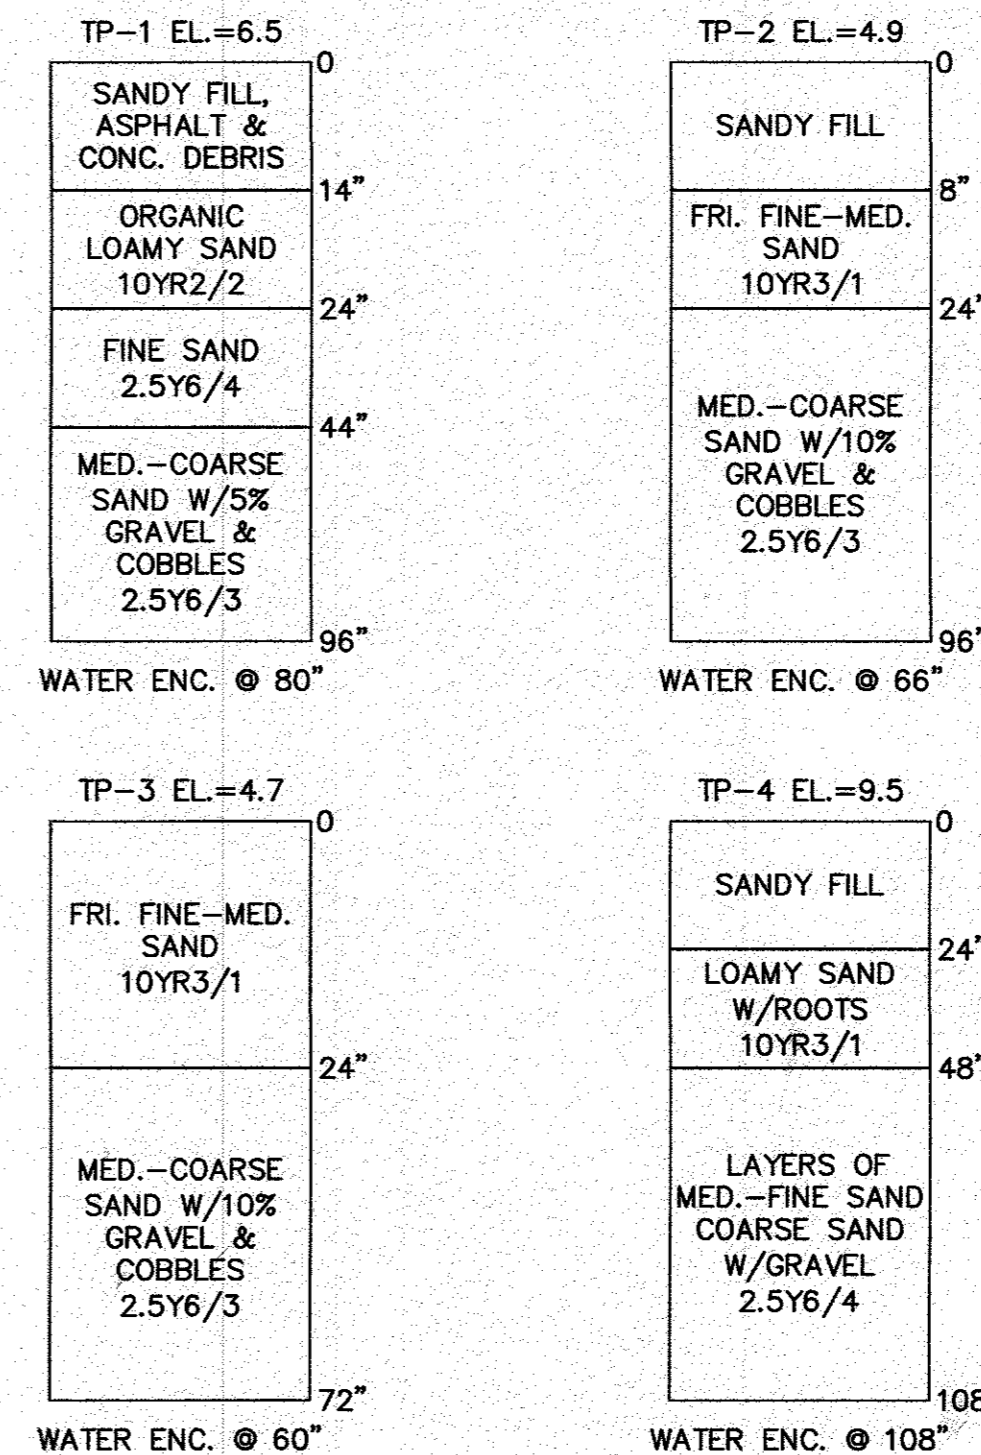 TP-1 EL.=6.5
0
SANDY FILL,
ASPHALT &
CONC. DEBRIS
14"
ORGANIC
LOAMY SAND
10YR2/2
24"
FINE SAND
2.5Y6/4
44"
MED.-COARSE
SAND W/5%
GRAVEL &
COBBLES
2.5Y6/3
96"
WATER ENC. @ 80"
TP-2 EL.=4.9
0
SANDY FILL
8"
FRI. FINE-MED.
SAND
10YR3/1
24"
MED.-COARSE
SAND W/10%
GRAVEL &
COBBLES
2.5Y6/3
96"
WATER ENC. @ 66"
TP-3 EL.=4.7
0
FRI. FINE-MED.
SAND
10YR3/1
24"
MED.-COARSE
SAND W/10%
GRAVEL &
COBBLES
2.5Y6/3
72"
WATER ENC. @ 60"
TP-4 EL.=9.5
0
SANDY FILL
24"
LOAMY SAND
W/ROOTS
10YR3/1
48"
LAYERS OF
MED.-FINE SAND
COARSE SAND
W/GRAVEL
2.5Y6/4
108
WATER ENC. @ 108"